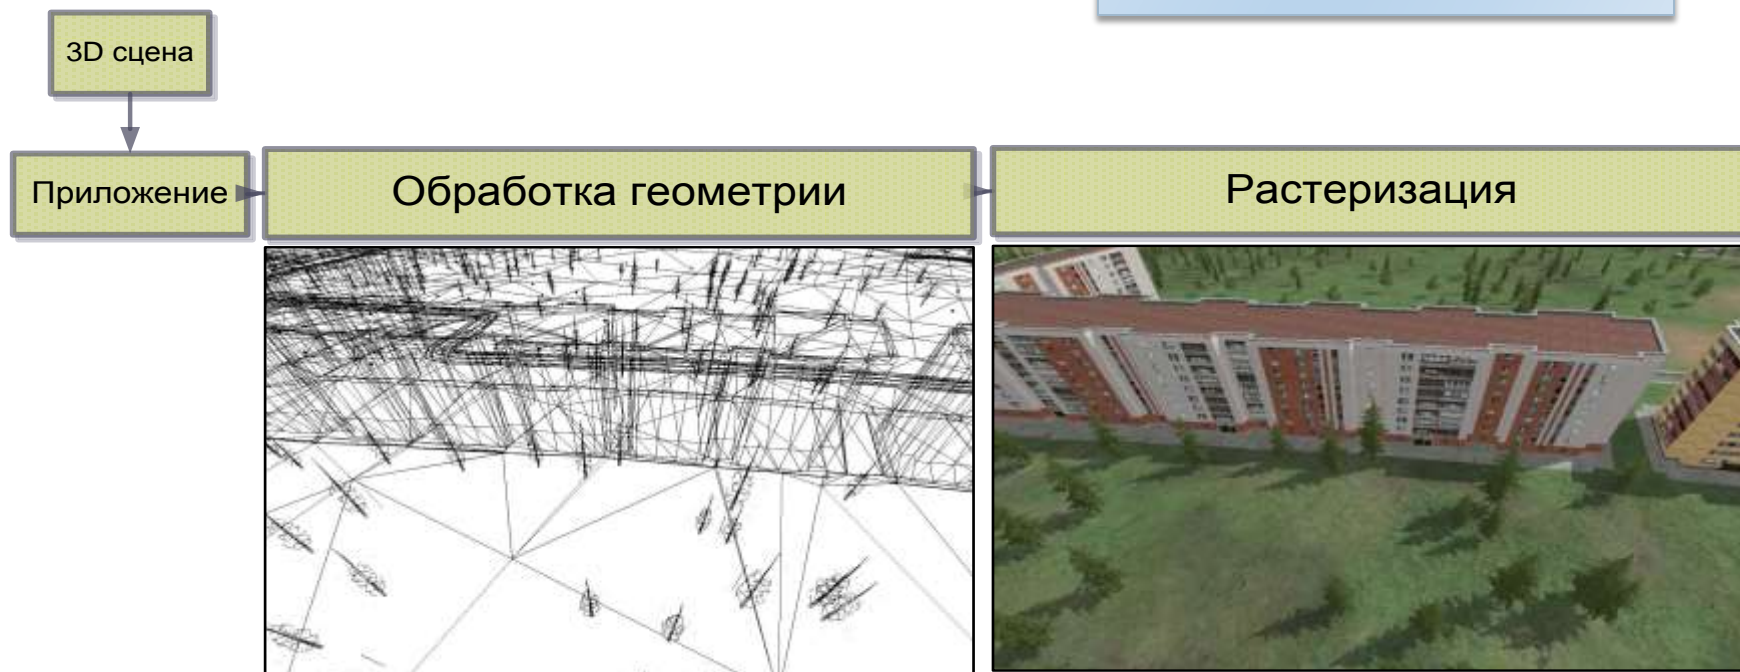 3D сцена
Приложение
Обработка геометрии
Растеризация